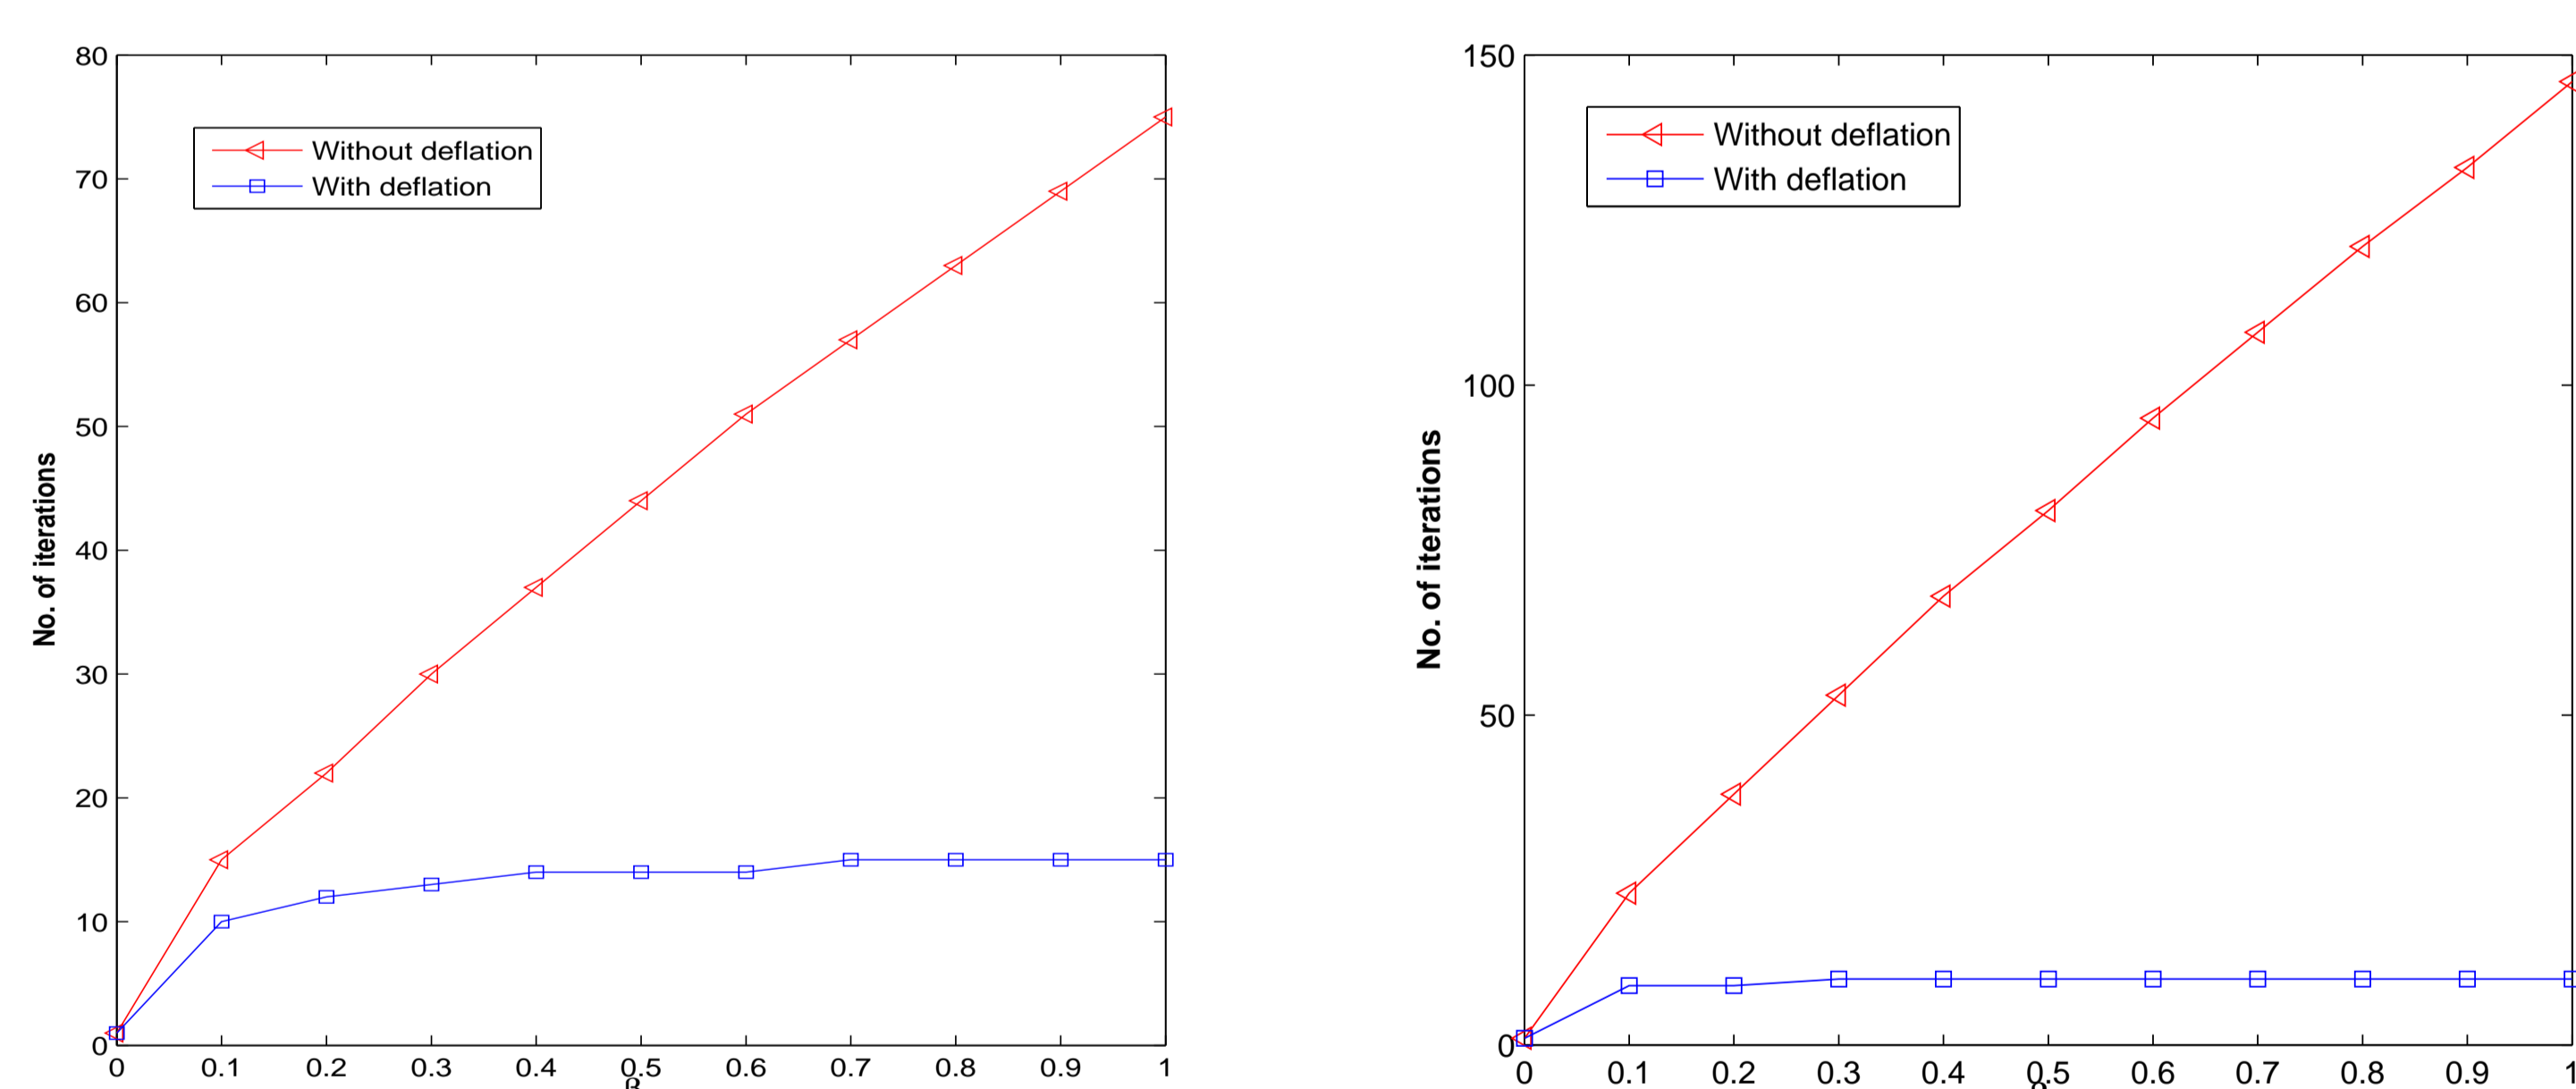 80
70
60
50
40
30
20
10
0
No. of iterations
Without deflation
With deflation
0 0.1 0.2 0.3 0.4 0.5 0.6 0.7 0.8 0.9 1
β
150
100
50
0
No. of iterations
Without deflation
With deflation
0 0.1 0.2 0.3 0.4 0.5 0.6 0.7 0.8 0.9 1